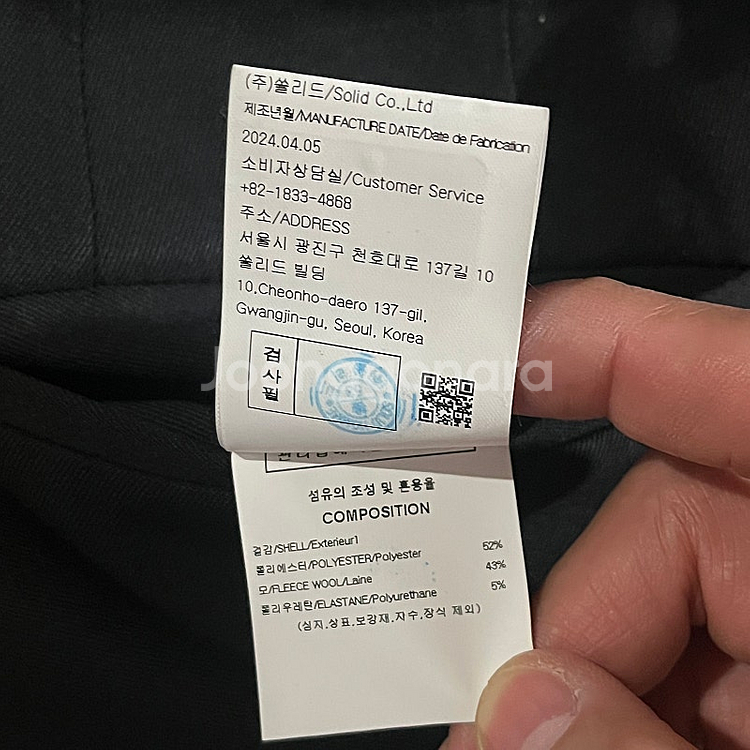 (주)쏠리드/Solid Co.,Ltd
제조년월/MANUFACTURE DATE/Date de Fabrication
2024.04.05
소비자상담실/Customer Service
+82-1833-4868
주소/ADDRESS
서울시 광진구 천호대로 137길 10
쏠리드 빌딩
10,Cheonho-daero 137-gil,
Gwangjin-gu, Seoul, Korea
검사필
Joonggonara
섬유의 조성 및 혼용율
COMPOSITION
겉감/SHELL/Exterieur1
폴리에스터/POLYESTER/Polyester 52%
모/FLEECE WOOL/Laine 43%
폴리우레탄/ELASTANE/Polyurethane 5%
(심지,상표,보강재,자수,장식 제외)